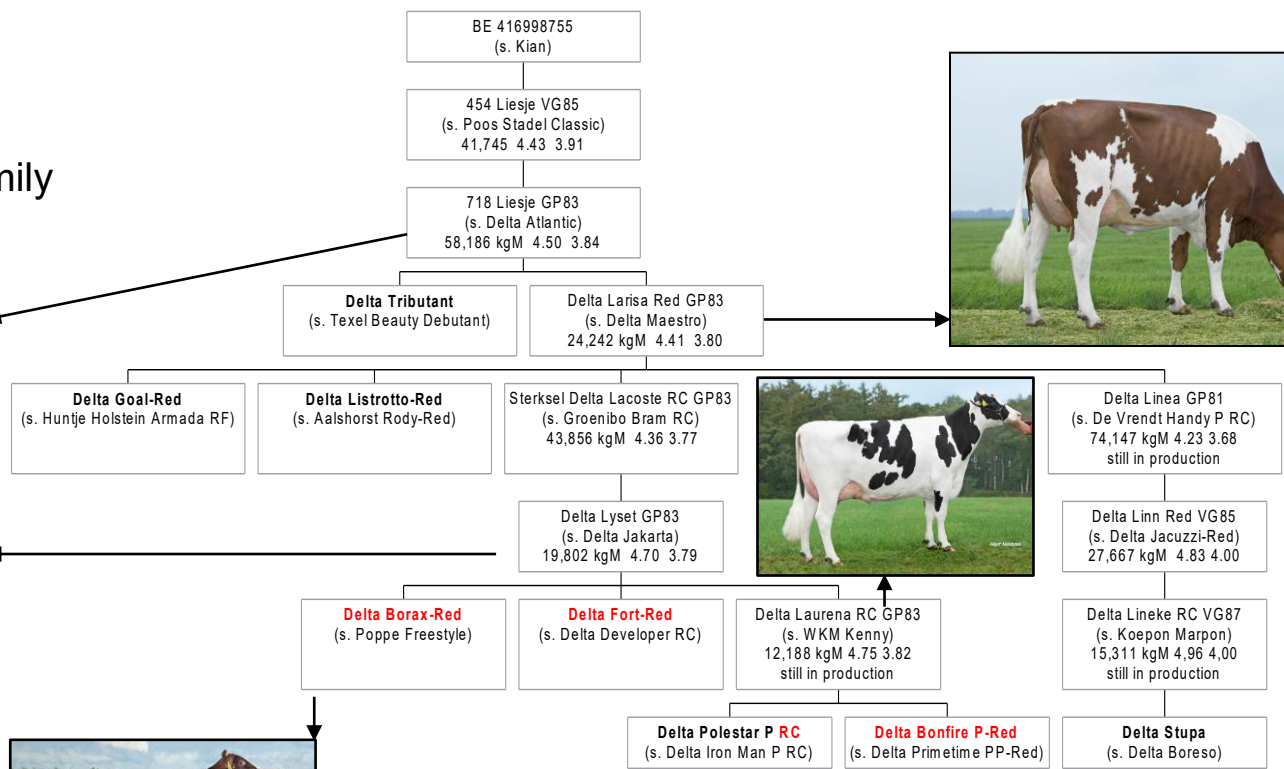 BE 416998755
(s. Kian)
454 Liesje VG85
(s. Poos Stadel Classic)
41,745 4.43 3.91
mily
718 Liesje GP83
(s. Delta Atlantic)
58,186 kgM 4.50 3.84
Delta Tributant
(s. Texel Beauty Debutant)
Delta Larisa Red GP83
(s. Delta Maestro)
24,242 kgM 4.41 3.80
Delta Goal-Red
(s. Huntje Holstein Armada RF)
Delta Listrotto-Red
(s. Aalshorst Rody-Red)
Sterksel Delta Lacoste RC GP83
(s. Groenibo Bram RC)
43,856 kgM 4.36 3.77
Delta Linea GP81
(s. De Vrendt Handy P RC)
74,147 kgM 4.23 3.68
still in production
Delta Lyset GP83
(s. Delta Jakarta)
19,802 kgM 4.70 3.79
Delta Linn Red VG85
(s. Delta Jacuzzi-Red)
27,667 kgM 4.83 4.00
Delta Borax-Red
(s. Poppe Freestyle)
Delta Fort-Red
(s. Delta Developer RC)
Delta Laurena RC GP83
(s. WKM Kenny)
12,188 kgM 4.75 3.82
still in production
Delta Lineke RC VG87
(s. Koepon Marpon)
15,311 kgM 4,96 4,00
still in production
Delta Polestar P RC
(s. Delta Iron Man P RC)
Delta Bonfire P-Red
(s. Delta Primetime PP-Red)
Delta Stupa
(s. Delta Boreso)